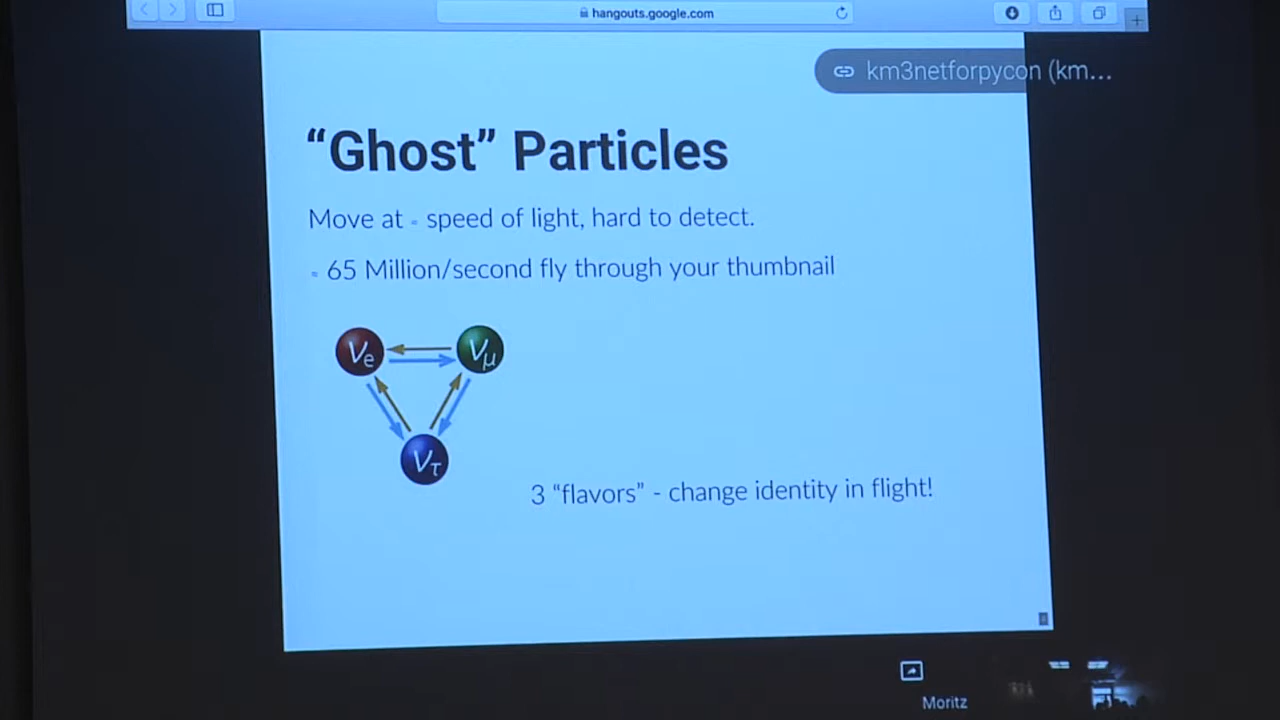 hangouts.google.com
km3netforpycon (km...
“Ghost” Particles
Move at ≈ speed of light, hard to detect.
≈ 65 Million/second fly through your thumbnail
νe
νμ
ντ
3 “flavors” - change identity in flight!
Moritz